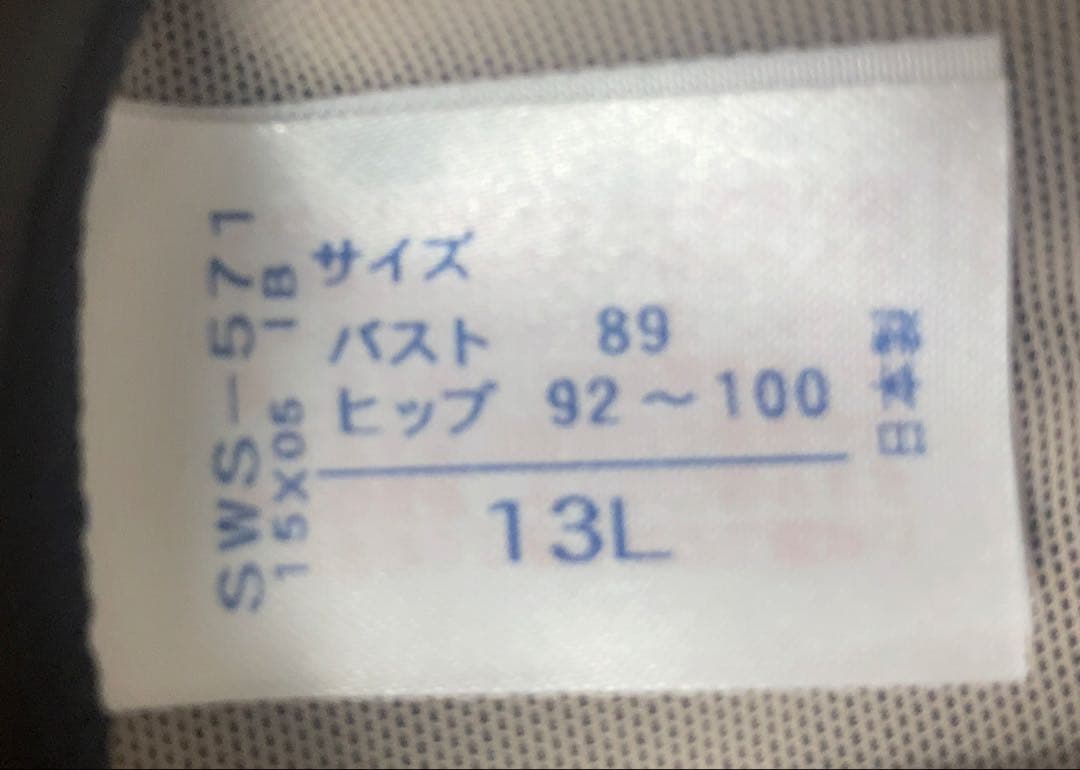 SWS-571
15X05 IB
サイズ
バスト 89
ヒップ 92～100
13L
日本製